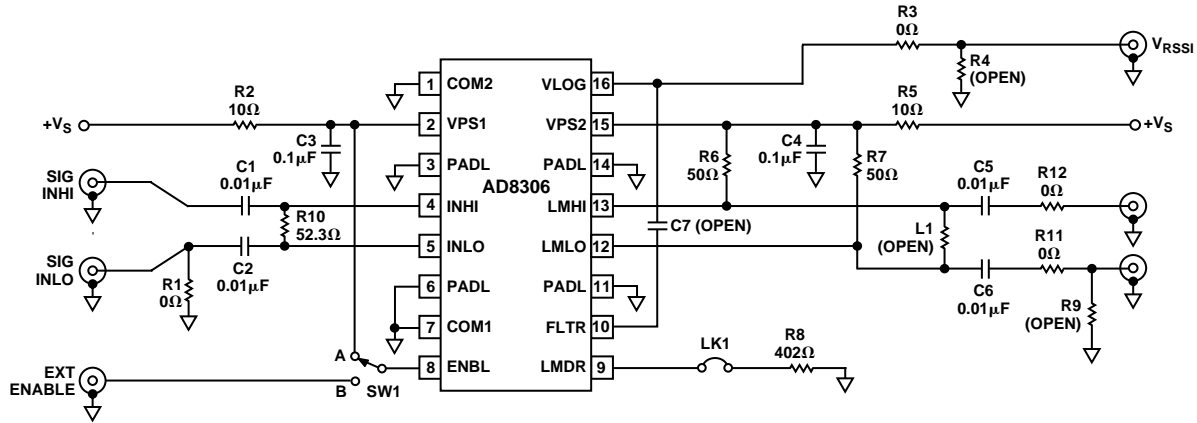 R3
0Ω
V_RSSI
R4
(OPEN)
1 COM2 VLOG 16
R2
10Ω
R5
10Ω
+V_S
2 VPS1 VPS2 15
+V_S
C3
0.1µF
R6
50Ω
C4
0.1µF
R7
50Ω
3 PADL PADL 14
AD8306
SIG
INHI
C1
0.01µF
C5
0.01µF
R12
0Ω
4 INHI LMHI 13
R10
52.3Ω
C7 (OPEN)
L1
(OPEN)
5 INLO LMLO 12
SIG
INLO
C2
0.01µF
R11
0Ω
C6
0.01µF
R1
0Ω
6 PADL PADL 11
R9
(OPEN)
7 COM1 FLTR 10
A
8 ENBL LMDR 9
LK1
R8
402Ω
EXT
ENABLE
B
SW1